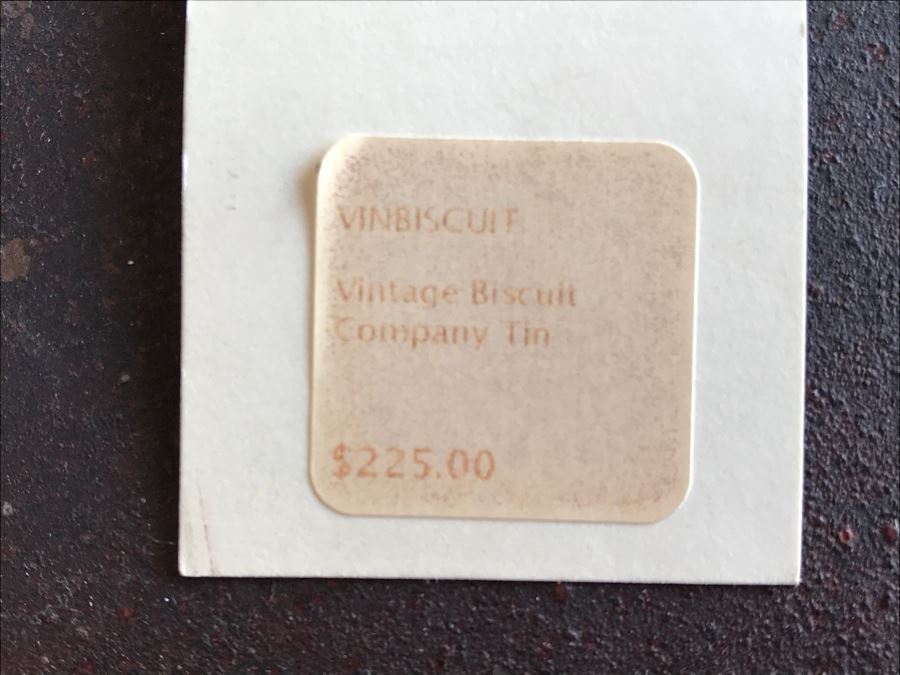 VINBISCUIT
Vintage Biscuit
Company Tin
$225.00